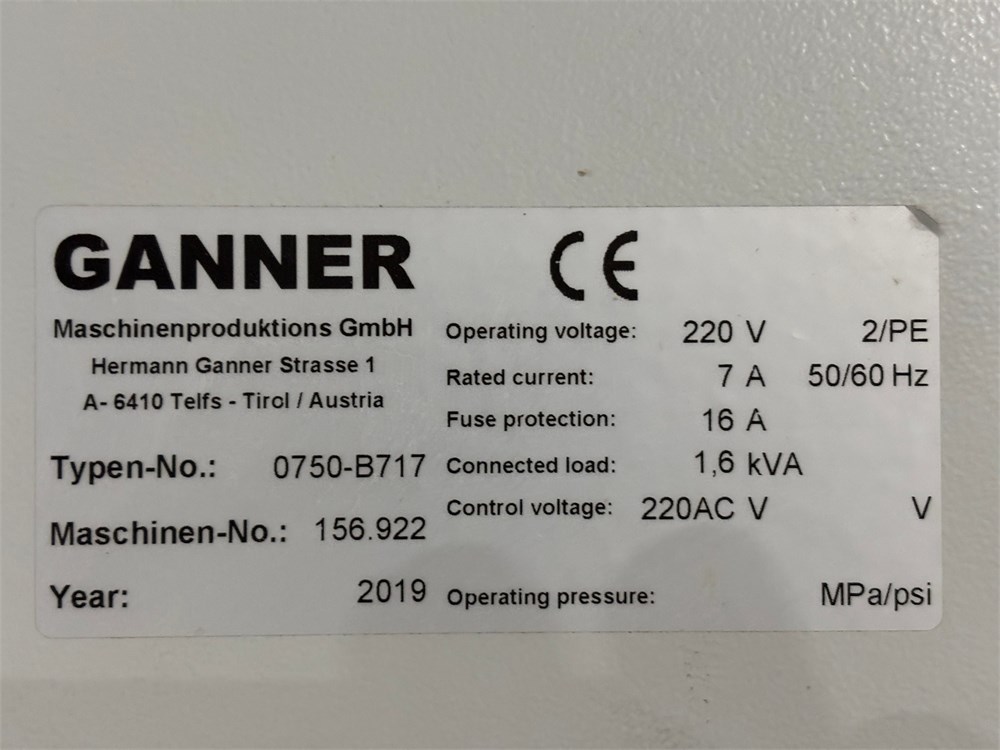 GANNER
Maschinenproduktions GmbH
Hermann Ganner Strasse 1
A- 6410 Telfs - Tirol / Austria
Typen-No.: 0750-B717
Maschinen-No.: 156.922
Year: 2019
CE
Operating voltage: 220 V 2/PE
Rated current: 7 A 50/60 Hz
Fuse protection: 16 A
Connected load: 1,6 kVA
Control voltage: 220AC V V
Operating pressure: MPa/psi